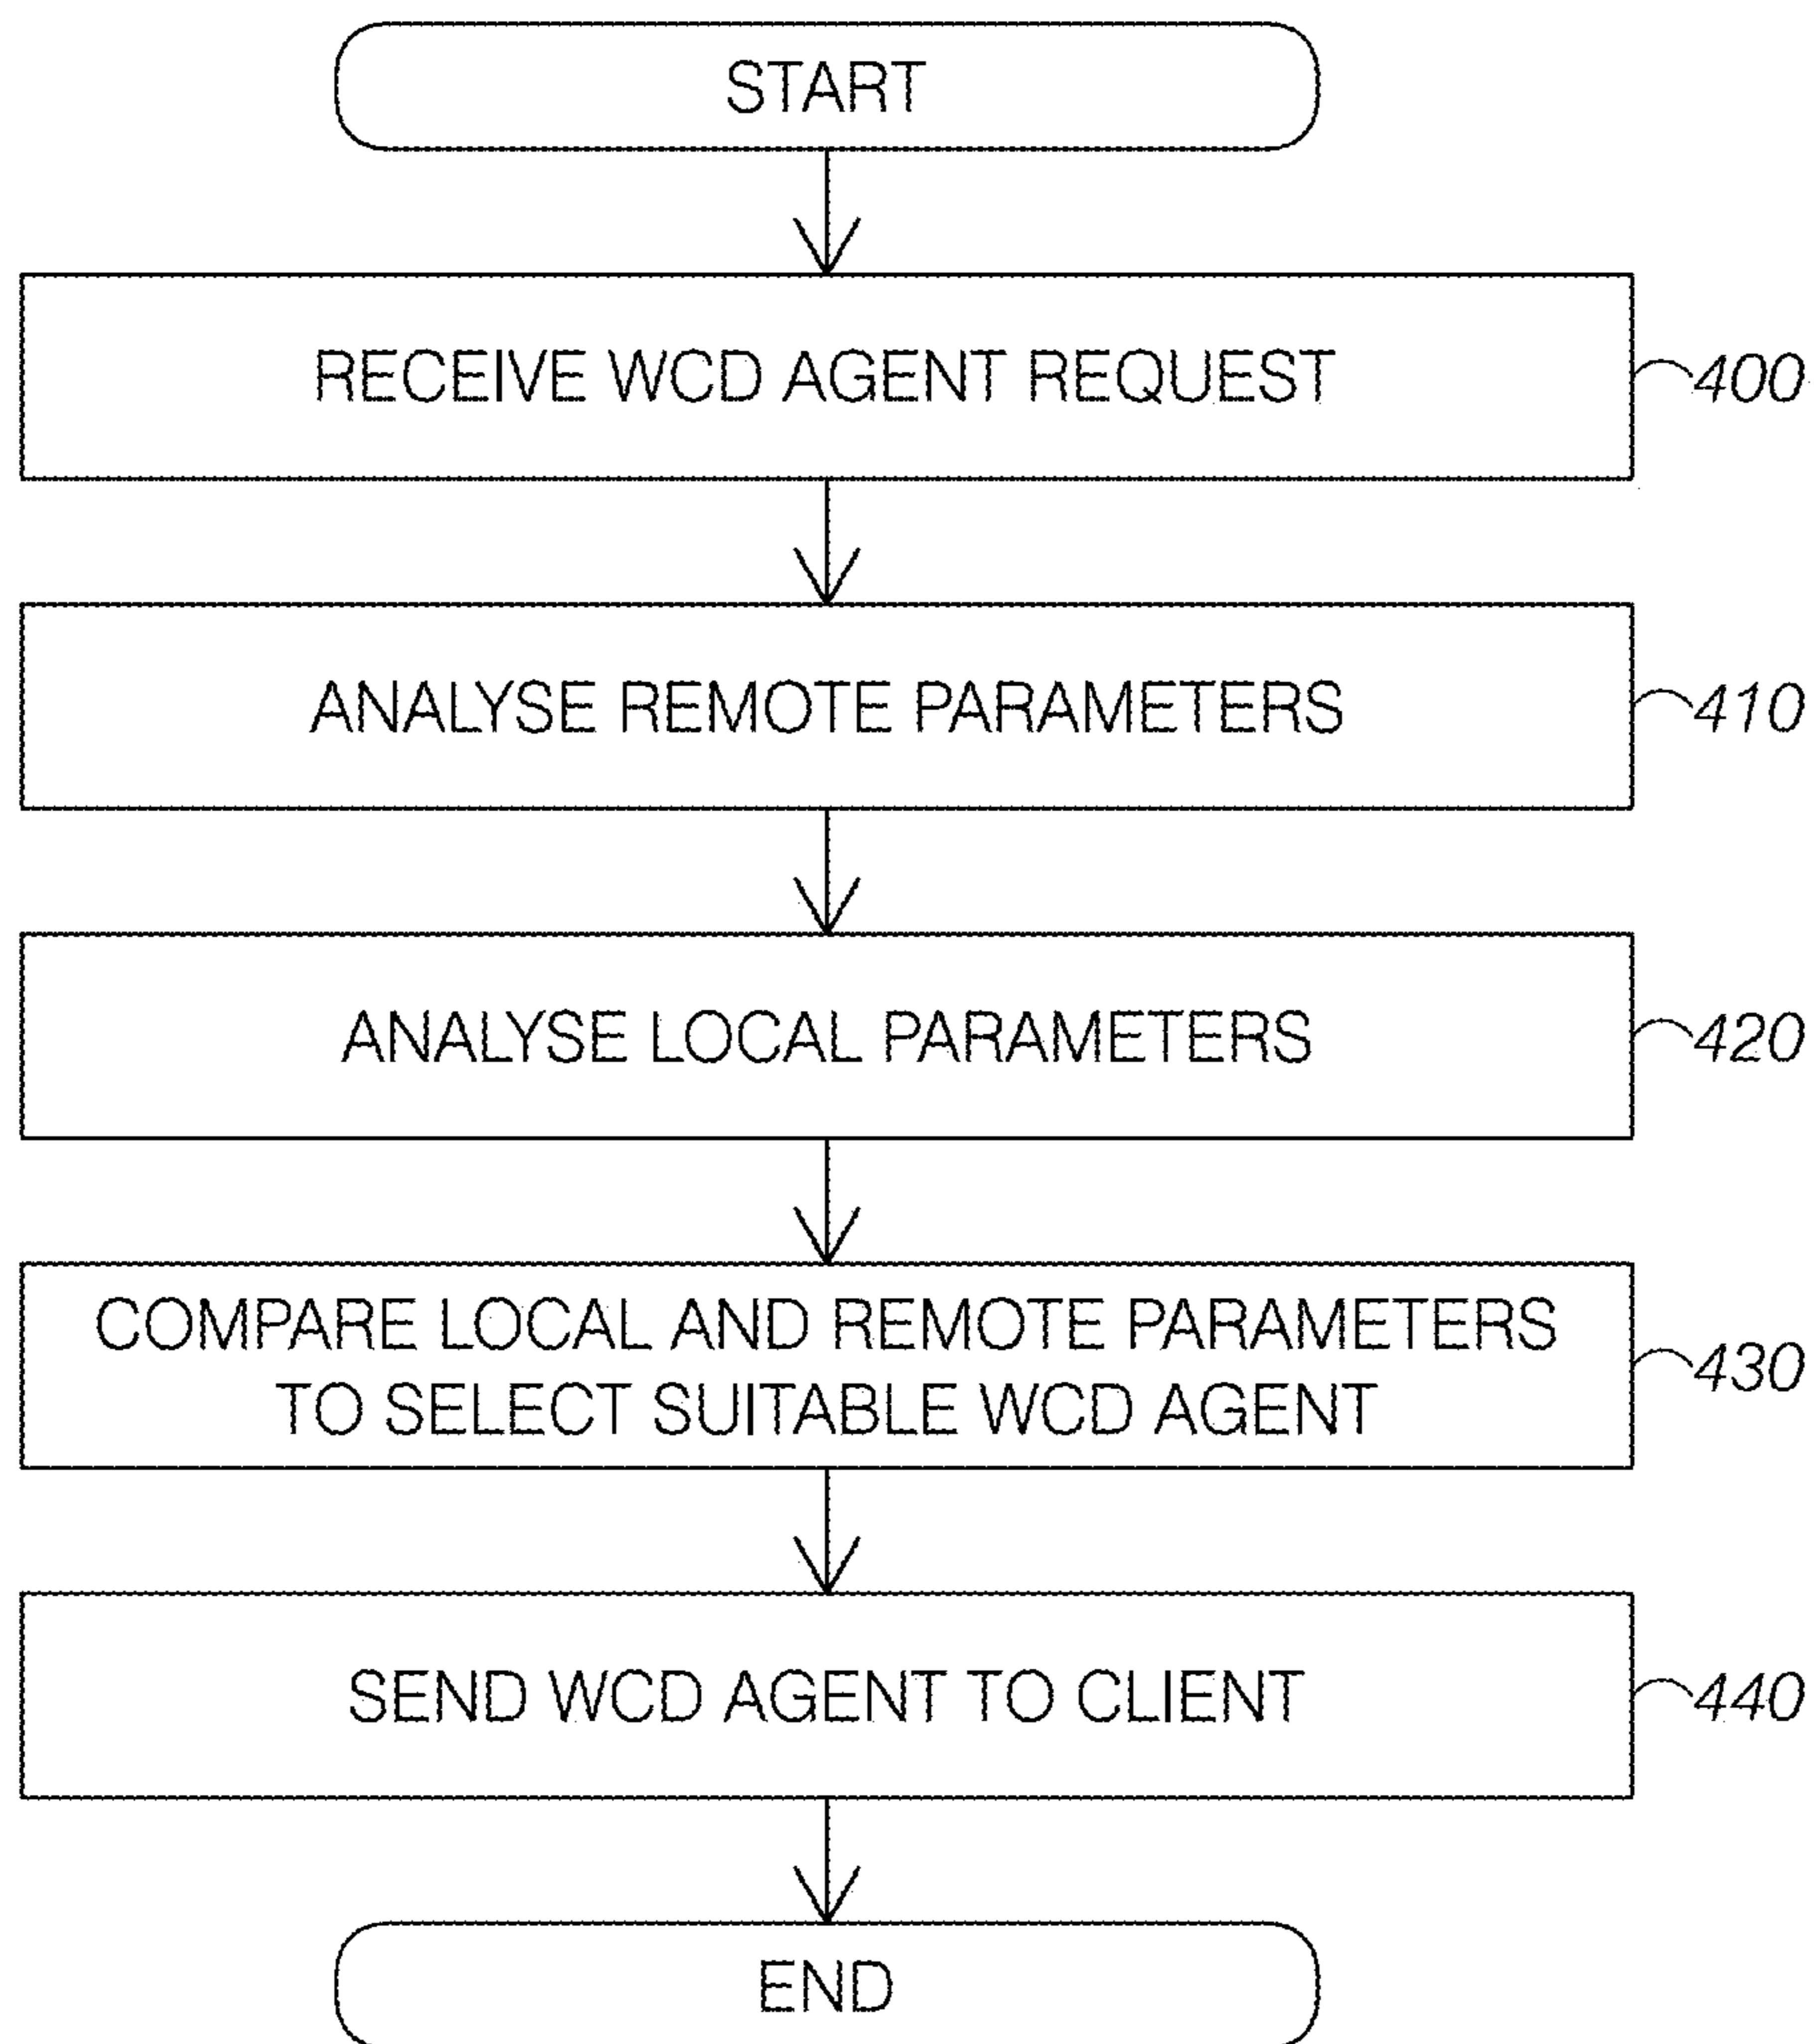 START
RECEIVE WCD AGENT REQUEST
400
ANALYSE REMOTE PARAMETERS
410
ANALYSE LOCAL PARAMETERS
420
COMPARE LOCAL AND REMOTE PARAMETERS
TO SELECT SUITABLE WCD AGENT
430
SEND WCD AGENT TO CLIENT
440
END